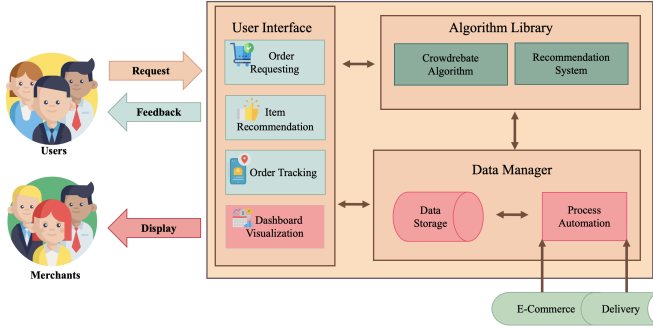 User Interface
Order
Requesting
Item
Recommendation
Order Tracking
Dashboard
Visualization
Algorithm Library
Crowdrebate
Algorithm
Recommendation
System
Data Manager
Data
Storage
Process
Automation
Request
Feedback
Users
Display
Merchants
E-Commerce
Delivery